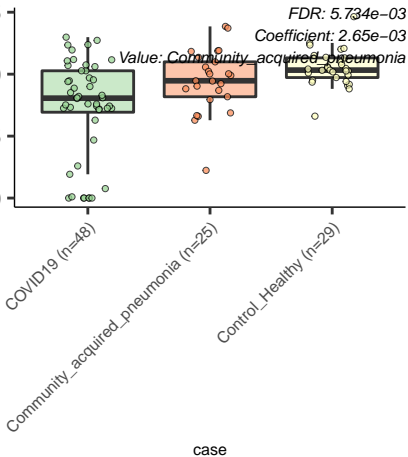 FDR: 5.734e−03
Coefficient: 2.65e−03
Value: Community_acquired_pneumonia
COVID19 (n=48)
Community_acquired_pneumonia (n=25)
Control_Healthy (n=29)
case